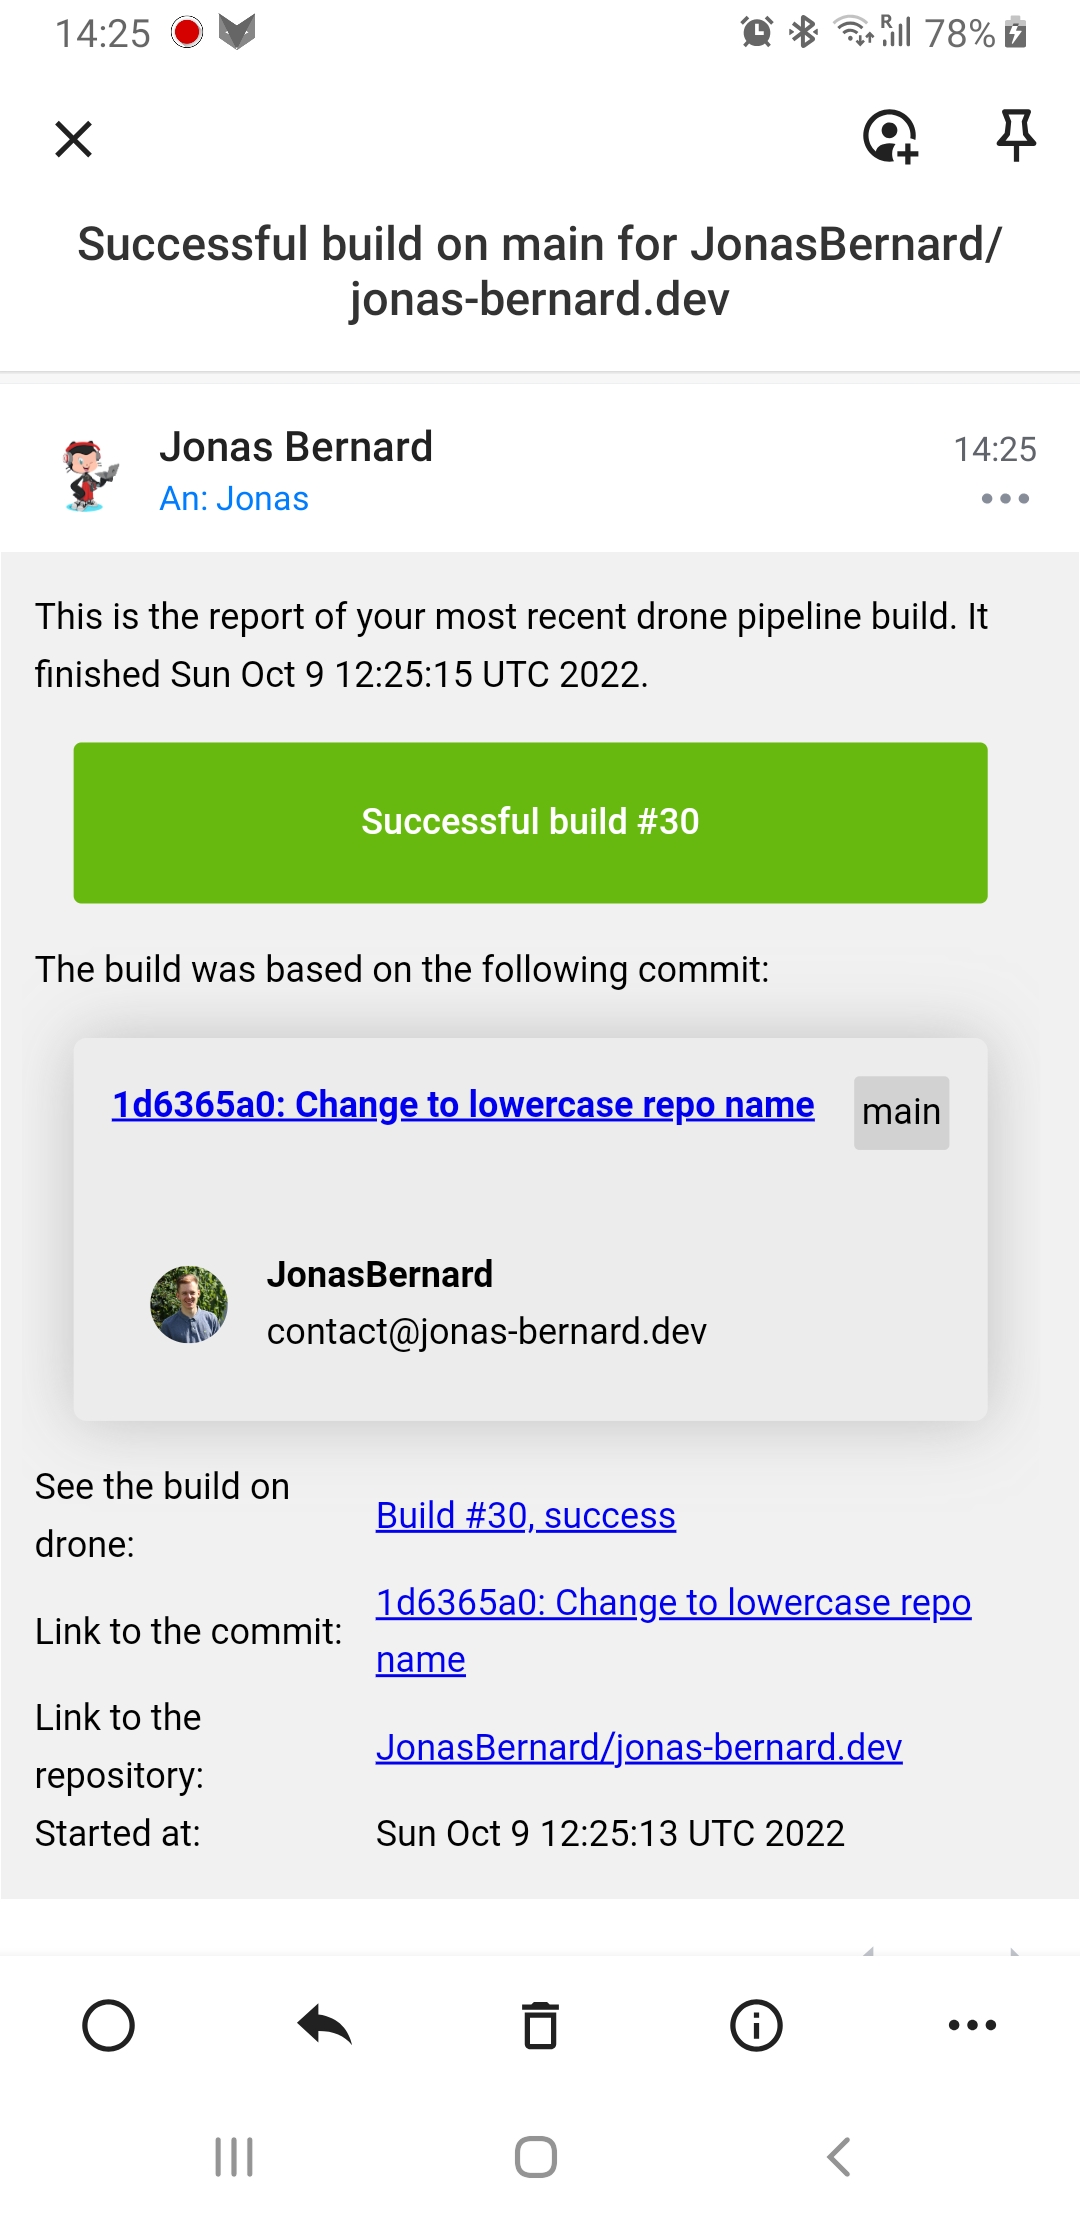 14:25
R
78%
Successful build on main for JonasBernard/
jonas-bernard.dev
Jonas Bernard
14:25
An: Jonas
This is the report of your most recent drone pipeline build. It
finished Sun Oct 9 12:25:15 UTC 2022.
Successful build #30
The build was based on the following commit:
1d6365a0: Change to lowercase repo name
main
JonasBernard
contact@jonas-bernard.dev
See the build on
drone:
Build #30, success
Link to the commit:
1d6365a0: Change to lowercase repo
name
Link to the
repository:
JonasBernard/jonas-bernard.dev
Started at:
Sun Oct 9 12:25:13 UTC 2022